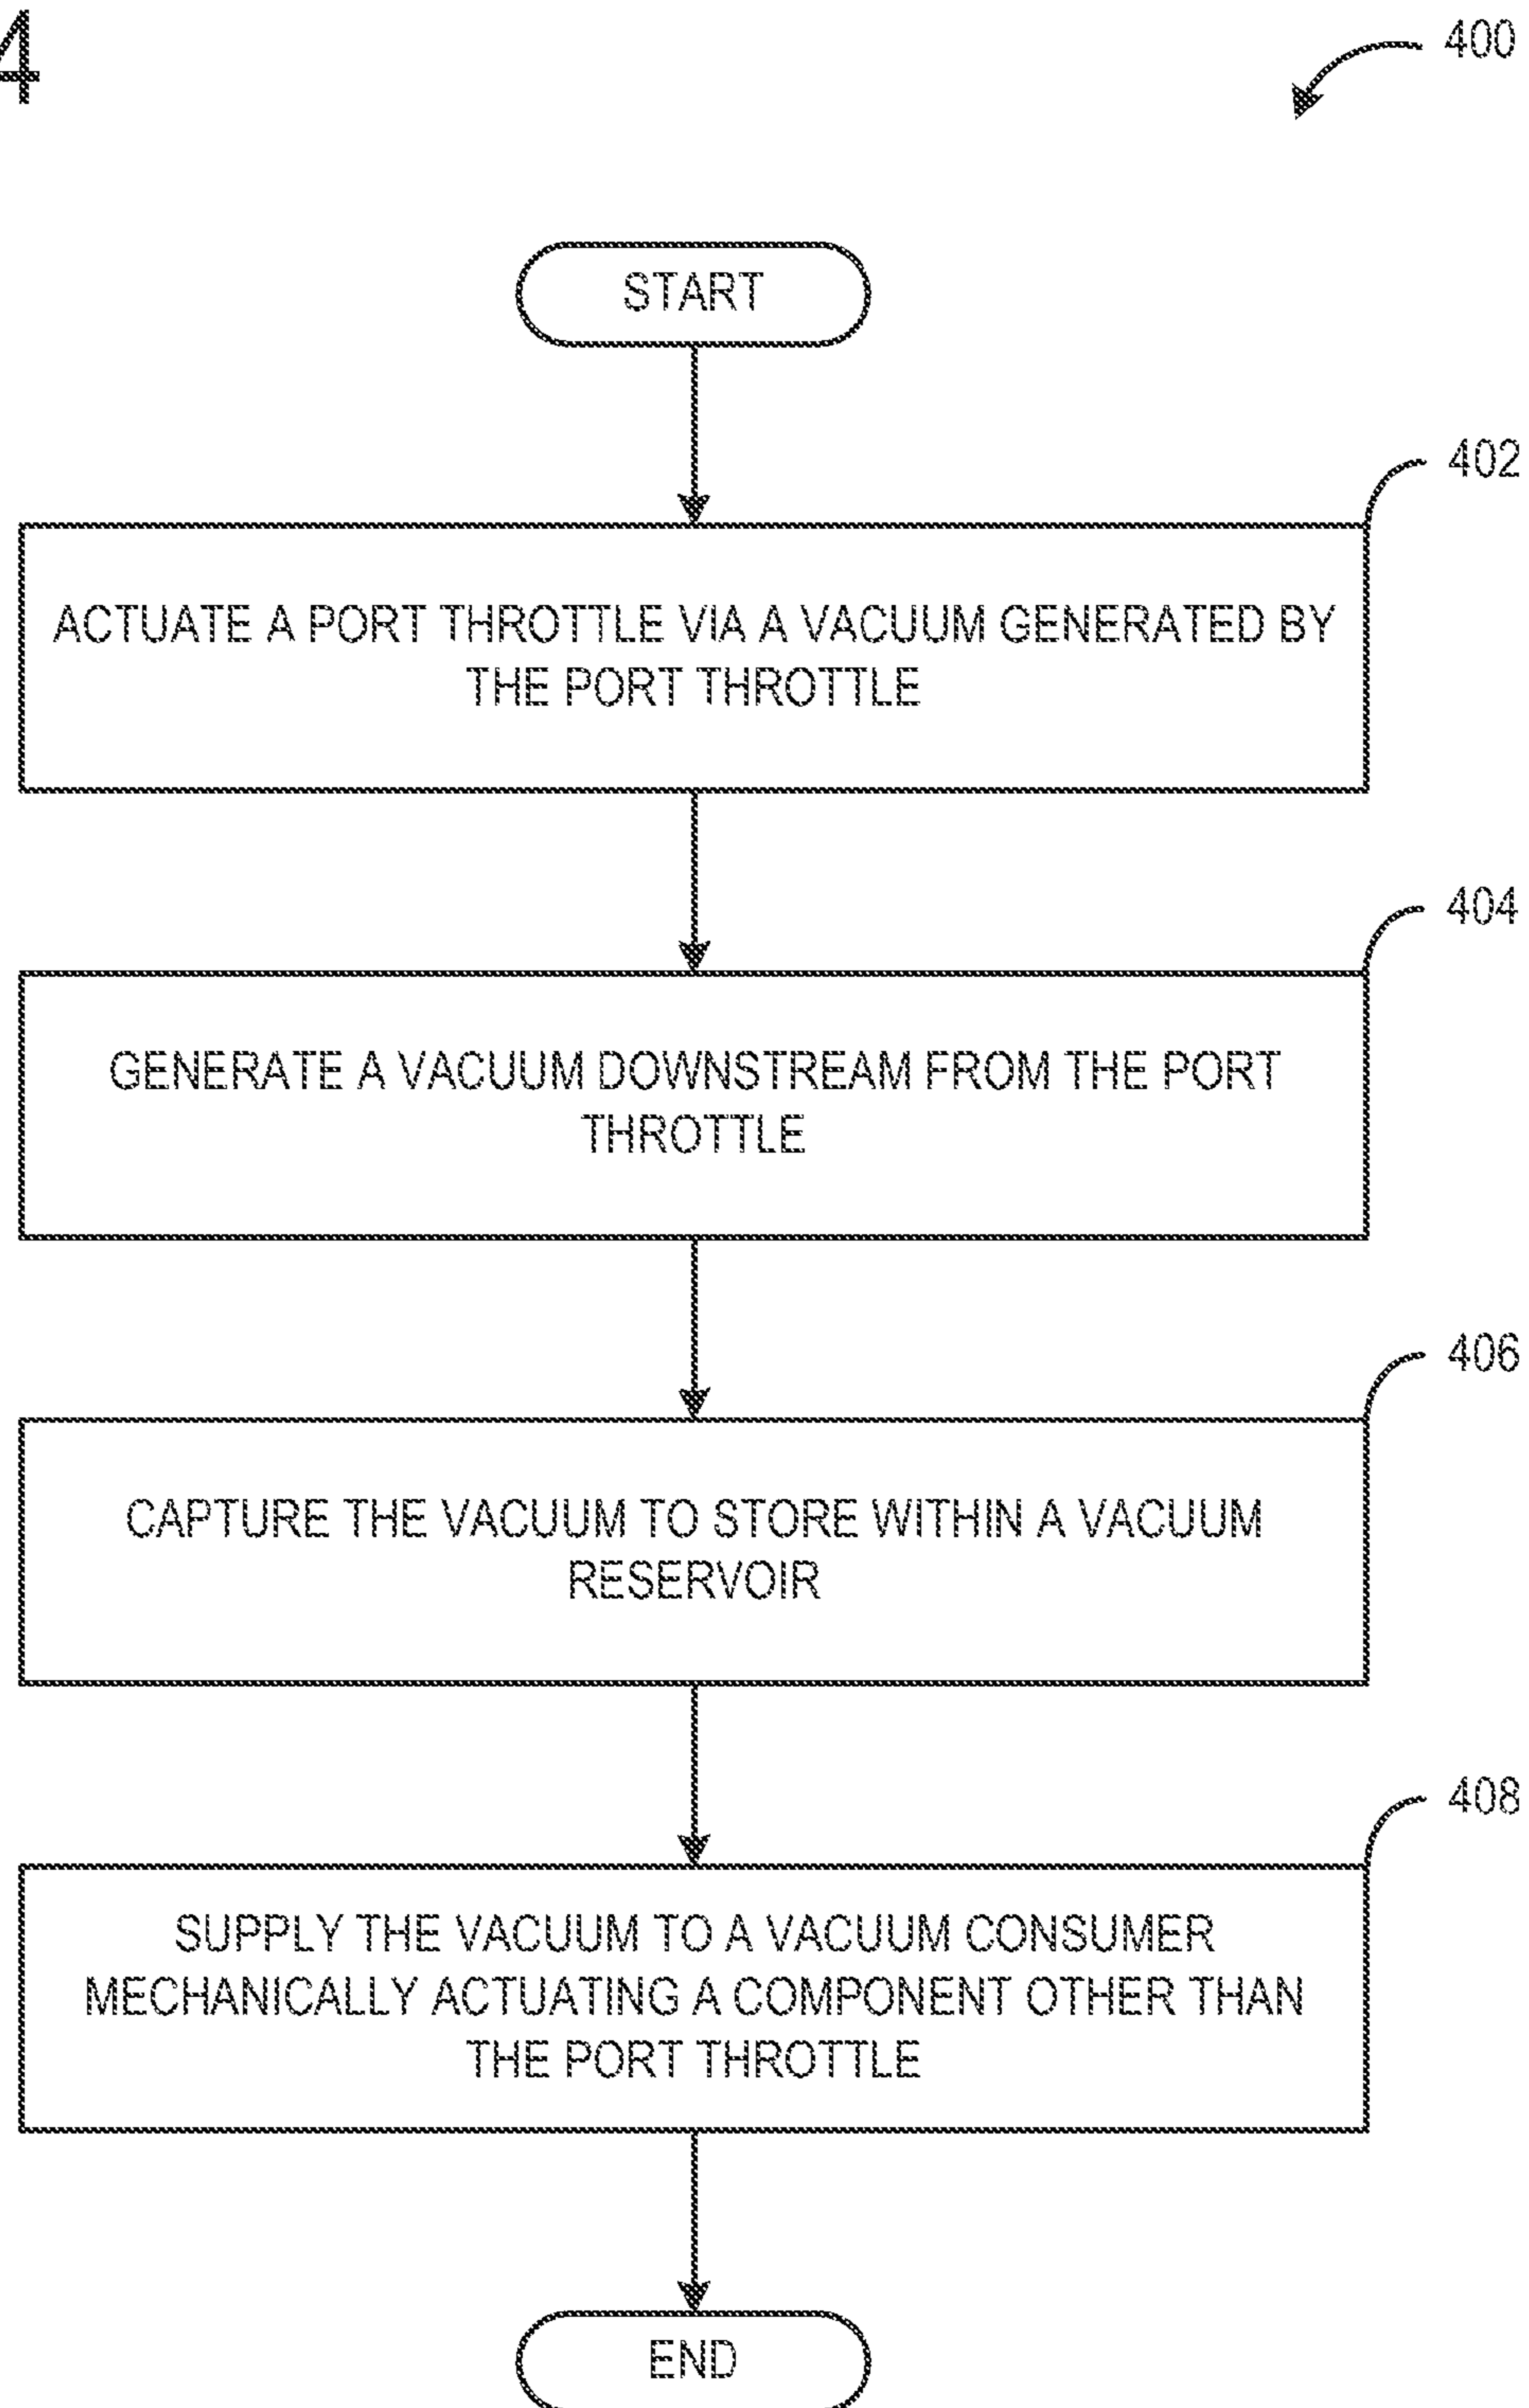 4
400
START
402
ACTUATE A PORT THROTTLE VIA A VACUUM GENERATED BY
THE PORT THROTTLE
404
GENERATE A VACUUM DOWNSTREAM FROM THE PORT
THROTTLE
406
CAPTURE THE VACUUM TO STORE WITHIN A VACUUM
RESERVOIR
408
SUPPLY THE VACUUM TO A VACUUM CONSUMER
MECHANICALLY ACTUATING A COMPONENT OTHER THAN
THE PORT THROTTLE
END